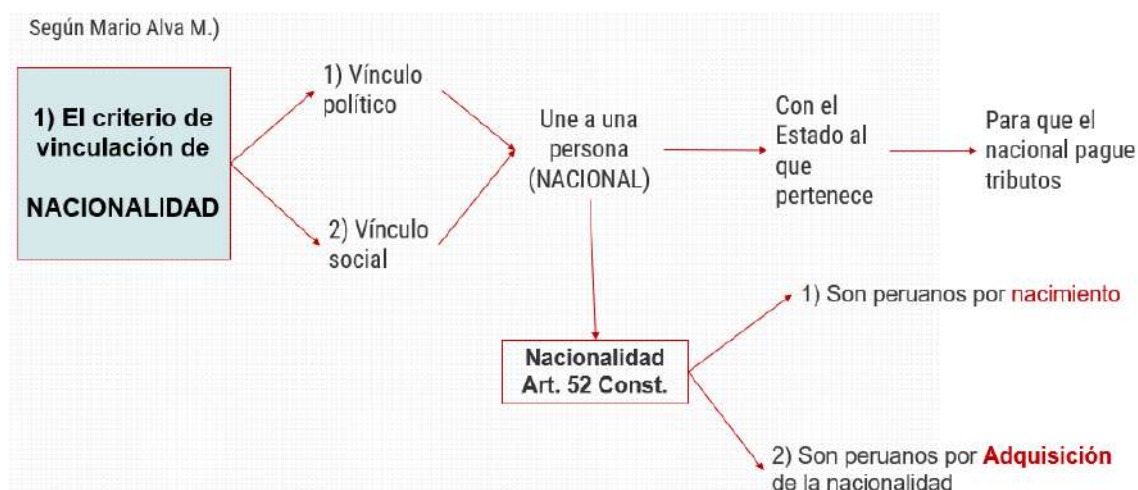 Según Mario Alva M.)
1) El criterio de
vinculación de
NACIONALIDAD
1) Vínculo
político
2) Vínculo
social
Une a una
persona
(NACIONAL)
Con el
Estado al
que
pertenece
Para que el
nacional pague
tributos
Nacionalidad
Art. 52 Const.
1) Son peruanos por nacimiento
2) Son peruanos por Adquisición
de la nacionalidad